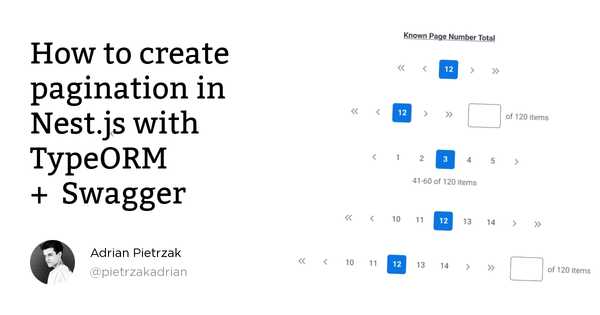 How to create
pagination in
Nest.js with
TypeORM
+ Swagger
Adrian Pietrzak
@pietrzakadrian
Known Page Number Total
« ‹ 12 › »
« ‹ 12 › » of 120 items
‹ 1 2 3 4 5 ›
41-60 of 120 items
« ‹ 10 11 12 13 14 › »
« ‹ 10 11 12 13 14 › » of 120 items